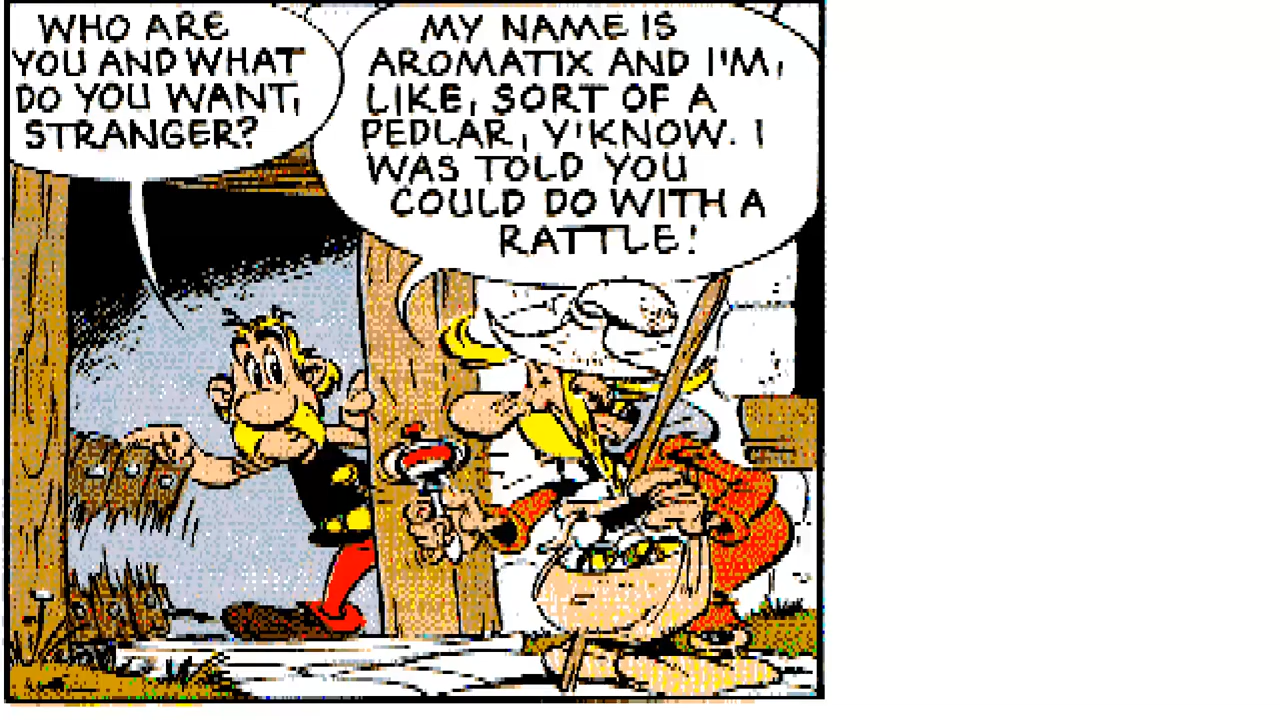 WHO ARE
YOU AND WHAT
DO YOU WANT,
STRANGER?
MY NAME IS
AROMATIX AND I'M,
LIKE, SORT OF A
PEDLAR, Y'KNOW. I
WAS TOLD YOU
COULD DO WITH A
RATTLE!